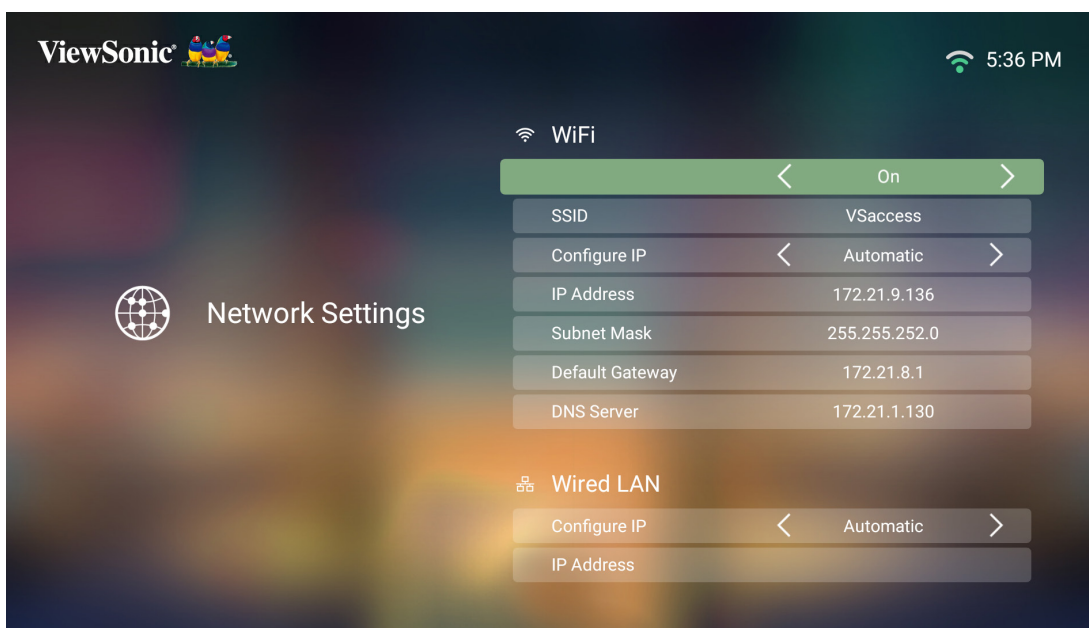 ViewSonic®
5:36 PM
WiFi
On
SSID VSaccess
Configure IP Automatic
IP Address 172.21.9.136
Network Settings
Subnet Mask 255.255.252.0
Default Gateway 172.21.8.1
DNS Server 172.21.1.130
Wired LAN
Configure IP Automatic
IP Address